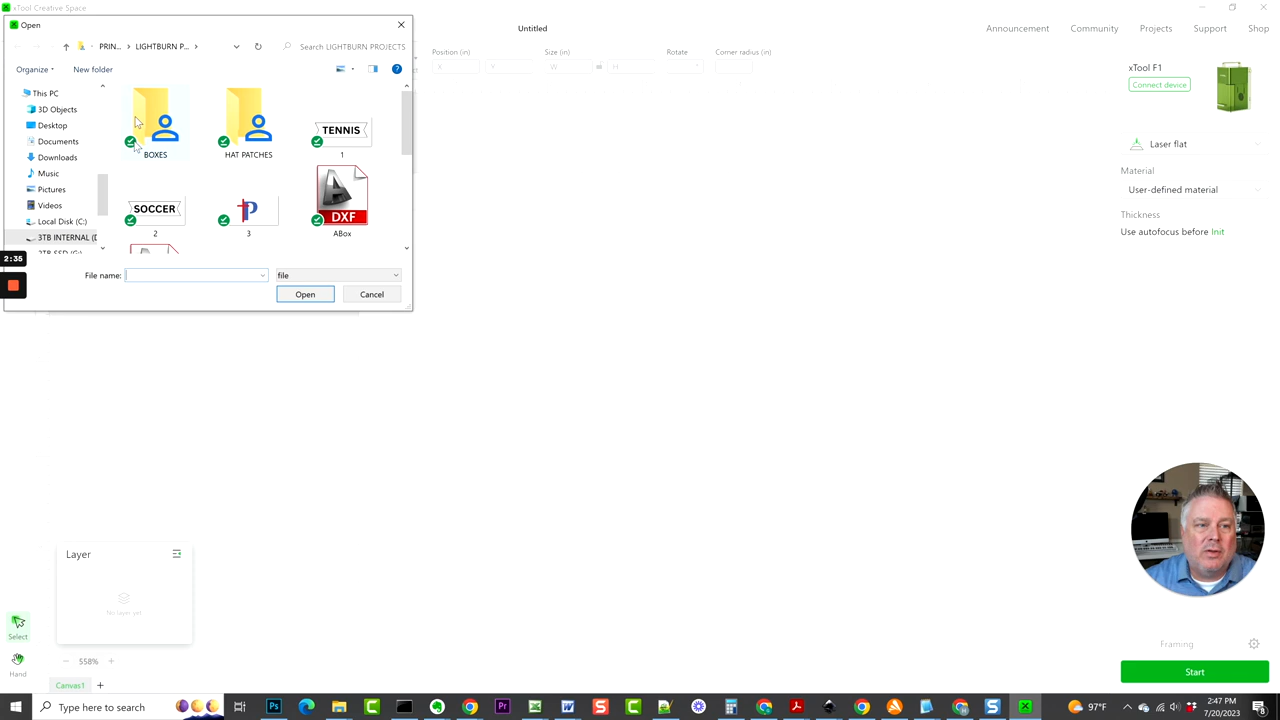 xTool Creative Space
Open
PRIN...
LIGHTBURN P...
Search LIGHTBURN PROJECTS
Organize
New folder
This PC
3D Objects
Desktop
Documents
Downloads
Music
Pictures
Videos
Local Disk (C:)
3TB INTERNAL (
BOXES
HAT PATCHES
TENNIS
1
SOCCER
2
P
3
A
DXF
ABox
File name:
file
Open
Cancel
2:35
Untitled
Announcement
Community
Projects
Support
Shop
Position (in)
Size (in)
Rotate
Corner radius (in)
X
Y
W
H
xTool F1
Connect device
Laser flat
Material
User-defined material
Thickness
Use autofocus before Init
Layer
No layer yet
Select
Hand
558%
Canvas1
Framing
Start
Type here to search
97°F
2:47 PM
7/20/2023